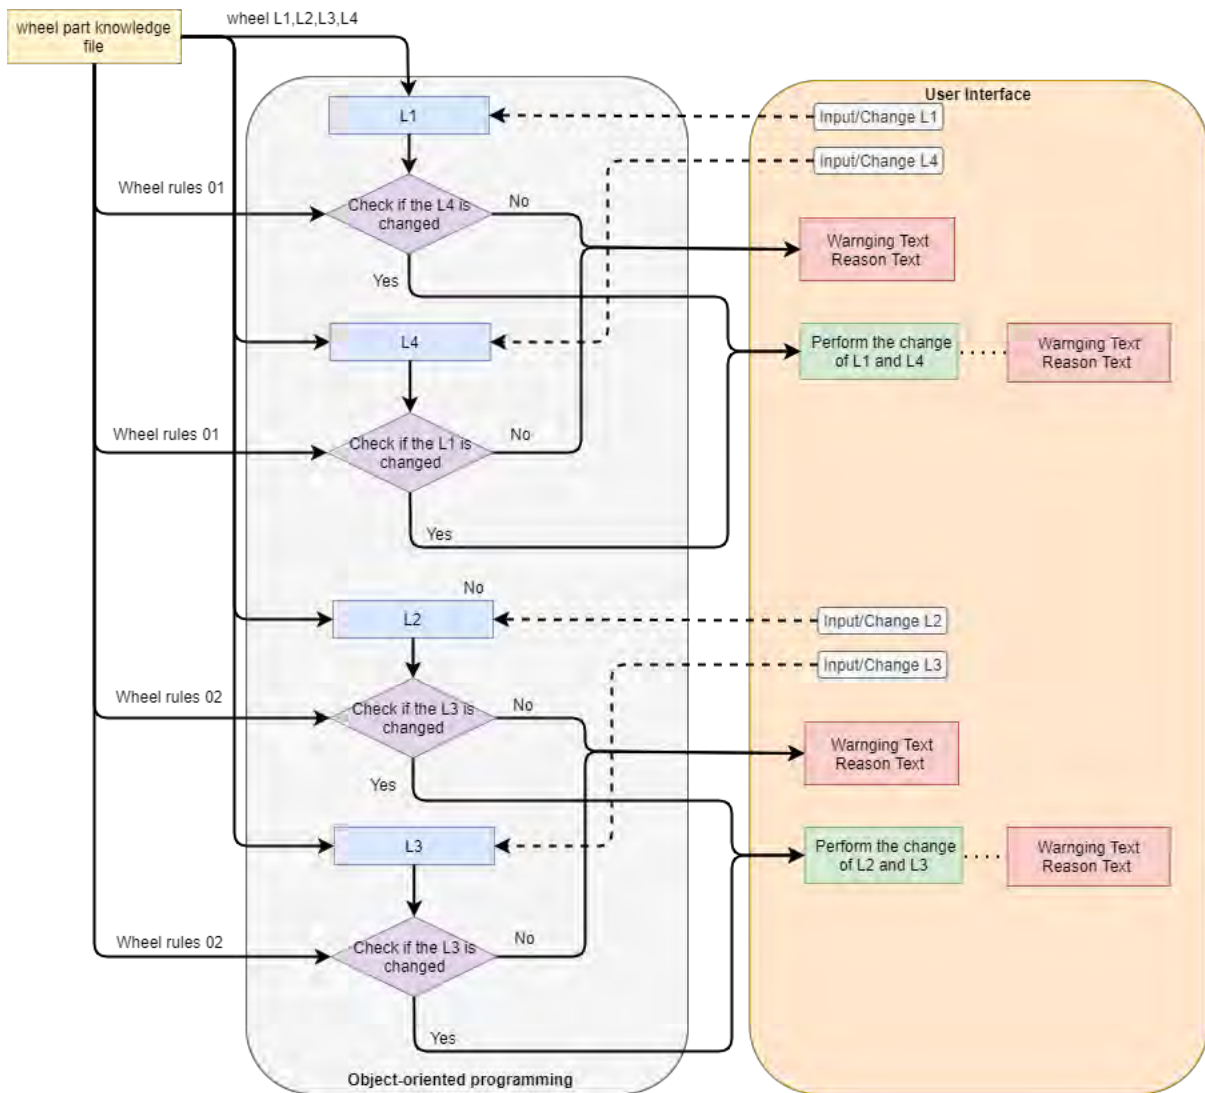 wheel part knowledge
file
wheel L1,L2,L3,L4
User Interface
L1
Input/Change L1
Input/Change L4
Wheel rules 01
Check if the L4 is
changed
No
Warnging Text
Reason Text
Yes
L4
Perform the change
of L1 and L4
Warnging Text
Reason Text
Wheel rules 01
Check if the L1 is
changed
No
Yes
No
L2
Input/Change L2
Input/Change L3
Wheel rules 02
Check if the L3 is
changed
No
Warnging Text
Reason Text
Yes
L3
Perform the change
of L2 and L3
Warnging Text
Reason Text
Wheel rules 02
Check if the L3 is
changed
No
Yes
Object-oriented programming